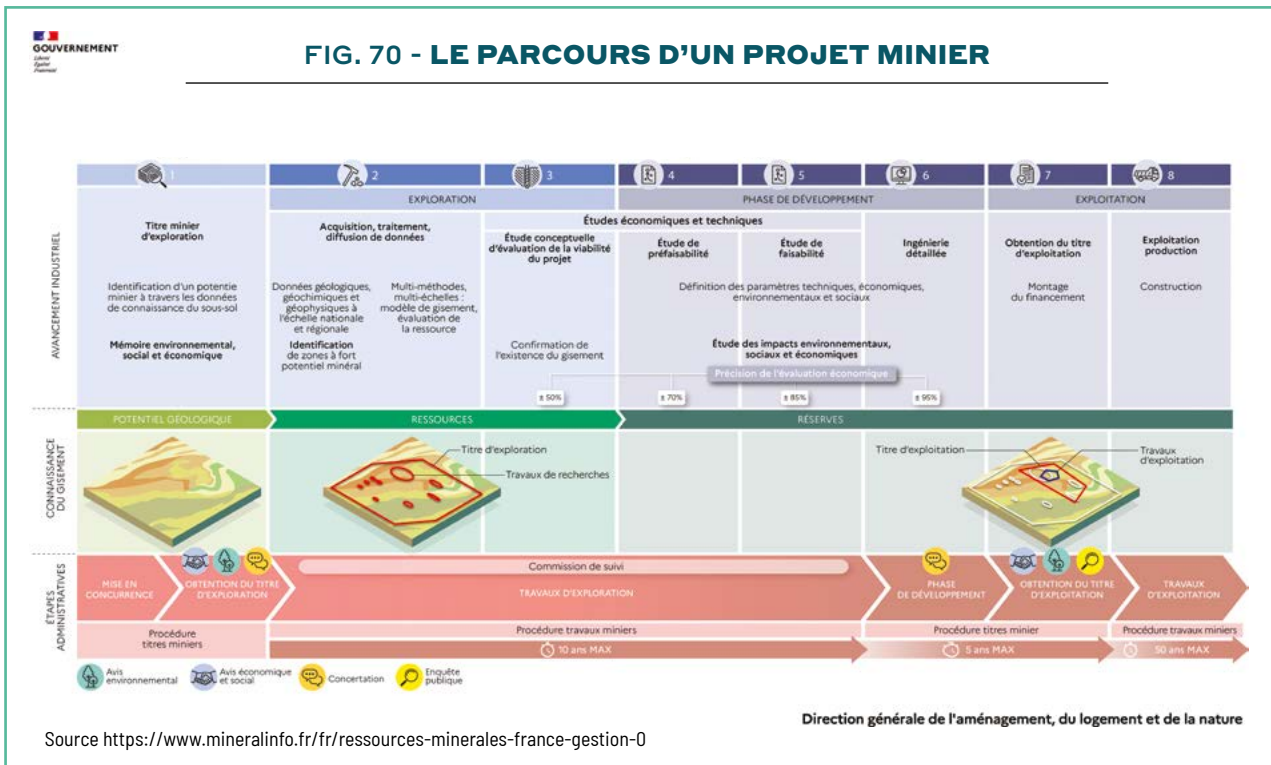 GOUVERNEMENT
Liberté
Égalité
Fraternité
FIG. 70 - LE PARCOURS D'UN PROJET MINIER
1
2
3
4
5
6
7
8
EXPLORATION
PHASE DE DÉVELOPPEMENT
EXPLOITATION
AVANCEMENT INDUSTRIEL
Titre minier
d'exploration
Identification d'un potentie
minier à travers les données
de connaissance du sous-sol
Mémoire environnemental,
social et économique
Acquisition, traitement,
diffusion de données
Données géologiques,
géochimiques et
géophysiques à
l'échelle nationale
et régionale
Identification
de zones à fort
potentiel minéral
Multi-méthodes,
multi-échelles :
modèle de gisement,
évaluation de
la ressource
Études économiques et techniques
Étude conceptuelle
d'évaluation de la viabilité
du projet
Confirmation de
l'existence du gisement
Étude de
préfaisabilité
Étude de
faisabilité
Ingénierie
détaillée
Définition des paramètres techniques, économiques,
environnementaux et sociaux
Étude des impacts environnementaux,
sociaux et économiques
Précision de l'évaluation économique
± 50%
± 70%
± 85%
± 95%
Obtention du titre
d'exploitation
Montage
du financement
Exploitation
production
Construction
CONNAISSANCE
DU GISEMENT
POTENTIEL GÉOLOGIQUE
RESSOURCES
RÉSERVES
Titre d'exploration
Travaux de recherches
Titre d'exploitation
Travaux
d'exploitation
ÉTAPES
ADMINISTRATIVES
MISE EN
CONCURRENCE
OBTENTION DU TITRE
D'EXPLORATION
Commission de suivi
TRAVAUX D'EXPLORATION
PHASE
DE DÉVELOPPEMENT
OBTENTION DU TITRE
D'EXPLOITATION
TRAVAUX
D'EXPLOITATION
Procédure
titres miniers
Procédure travaux miniers
10 ans MAX
Procédure titres minier
5 ans MAX
Procédure travaux miniers
50 ans MAX
Avis
environnemental
Avis économique
et social
Concertation
Enquête
publique
Direction générale de l'aménagement, du logement et de la nature
Source https://www.mineralinfo.fr/fr/ressources-minerales-france-gestion-0